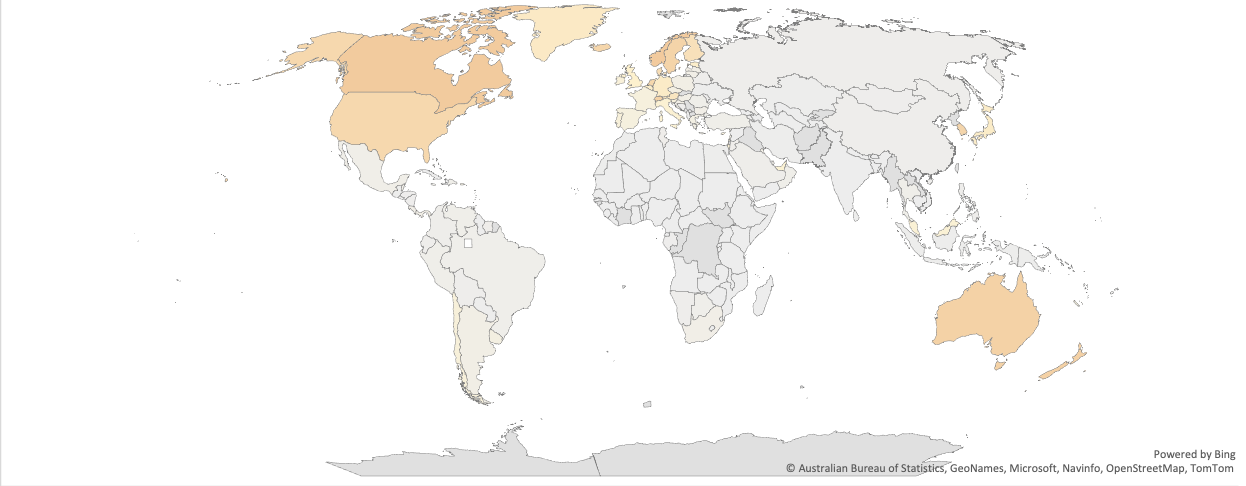 Powered by Bing
© Australian Bureau of Statistics, GeoNames, Microsoft, Navinfo, OpenStreetMap, TomTom